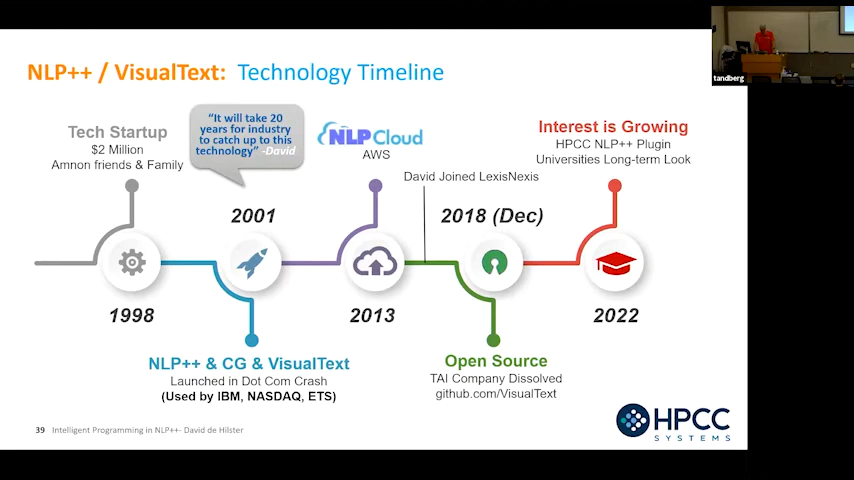 NLP++ / VisualText: Technology Timeline
tandberg
Tech Startup
$2 Million
Amnon friends & Family
"It will take 20
years for industry
to catch up to this
technology" -David
NLP Cloud
AWS
David Joined LexisNexis
Interest is Growing
HPCC NLP++ Plugin
Universities Long-term Look
2001
2018 (Dec)
1998
2013
2022
NLP++ & CG & VisualText
Launched in Dot Com Crash
(Used by IBM, NASDAQ, ETS)
Open Source
TAI Company Dissolved
github.com/VisualText
39 Intelligent Programming in NLP++- David de Hilster
HPCC
SYSTEMS